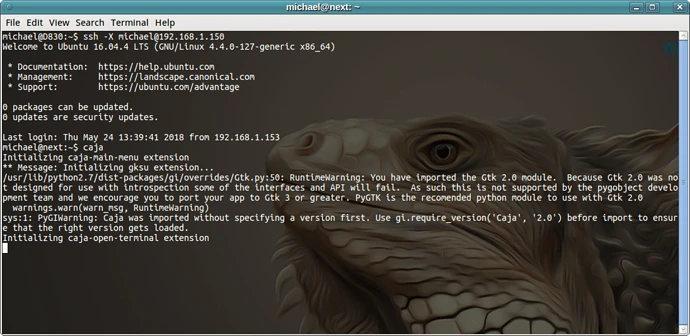 michael@next: ~
File Edit View Search Terminal Help
michael@D830:~$ ssh -X michael@192.168.1.150
Welcome to Ubuntu 16.04.4 LTS (GNU/Linux 4.4.0-127-generic x86_64)
* Documentation: https://help.ubuntu.com
* Management: https://landscape.canonical.com
* Support: https://ubuntu.com/advantage
0 packages can be updated.
0 updates are security updates.
Last login: Thu May 24 13:39:41 2018 from 192.168.1.153
michael@next:~$ caja
Initializing caja-main-menu extension
** Message: Initializing gksu extension...
/usr/lib/python2.7/dist-packages/gi/overrides/Gtk.py:50: RuntimeWarning: You have imported the Gtk 2.0 module. Because Gtk 2.0 was no
t designed for use with introspection some of the interfaces and API will fail. As such this is not supported by the pygobject develo
pment team and we encourage you to port your app to Gtk 3 or greater. PyGTK is the recomended python module to use with Gtk 2.0
warnings.warn(warn_msg, RuntimeWarning)
sys:1: PyGIWarning: Caja was imported without specifying a version first. Use gi.require_version('Caja', '2.0') before import to ensur
e that the right version gets loaded.
Initializing caja-open-terminal extension